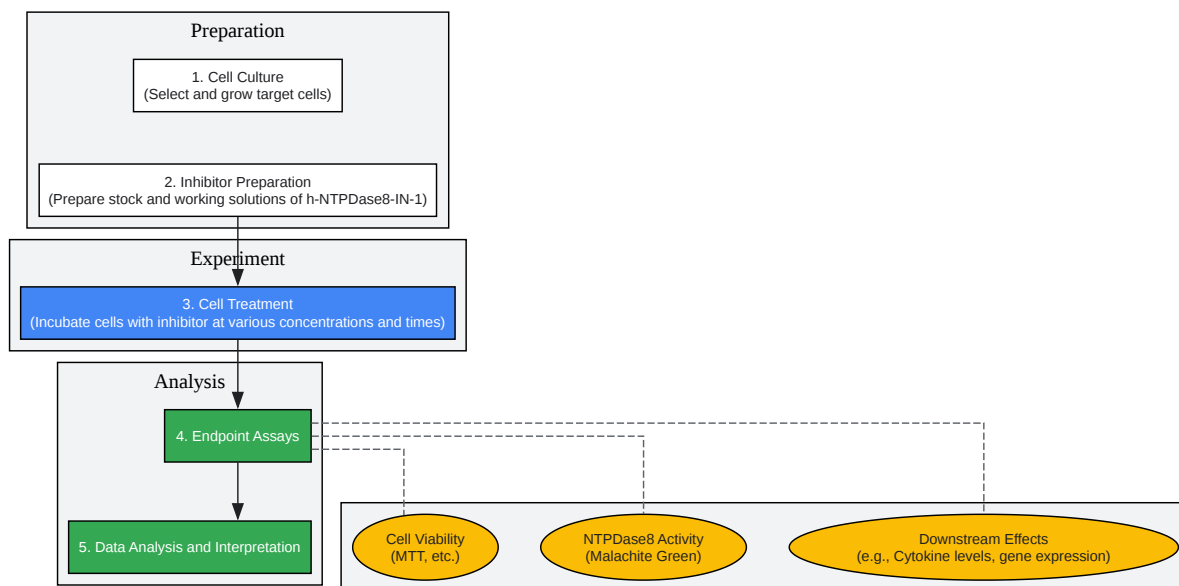 Preparation
1. Cell Culture
(Select and grow target cells)
2. Inhibitor Preparation
(Prepare stock and working solutions of h-NTPDase8-IN-1)
Experiment
3. Cell Treatment
(Incubate cells with inhibitor at various concentrations and times)
Analysis
4. Endpoint Assays
5. Data Analysis and Interpretation
Cell Viability
(MTT, etc.)
NTPDase8 Activity
(Malachite Green)
Downstream Effects
(e.g., Cytokine levels, gene expression)